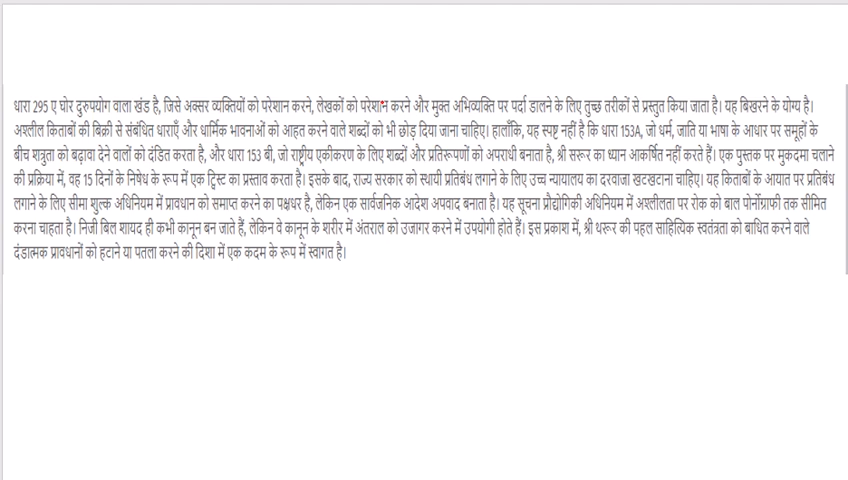 धारा 295 ए घोर दुरुपयोग वाला खंड है, जिसे अक्सर व्यक्तियों को परेशान करने, लेखकों को परेशान करने और मुक्त अभिव्यक्ति पर पर्दा डालने के लिए तुच्छ तरीकों से प्रस्तुत किया जाता है। यह बिखरने के योग्य है।
अश्लील किताबों की बिक्री से संबंधित धाराएँ और धार्मिक भावनाओं को आहत करने वाले शब्दों को भी छोड़ दिया जाना चाहिए। हालाँकि, यह स्पष्ट नहीं है कि धारा 153A, जो धर्म, जाति या भाषा के आधार पर समूहों के
बीच शत्रुता को बढ़ावा देने वालों को दंडित करता है, और धारा 153 बी, जो राष्ट्रीय एकीकरण के लिए शब्दों और प्रतिरूपणों को अपराधी बनाता है, श्री सरूर का ध्यान आकर्षित नहीं करते हैं। एक पुस्तक पर मुकदमा चलाने
की प्रक्रिया में, वह 15 दिनों के निषेध के रूप में एक ट्विस्ट का प्रस्ताव करता है। इसके बाद, राज्य सरकार को स्थायी प्रतिबंध लगाने के लिए उच्च न्यायालय का दरवाजा खटखटाना चाहिए। यह किताबों के आयात पर प्रतिबंध
लगाने के लिए सीमा शुल्क अधिनियम में प्रावधान को समाप्त करने का पक्षधर है, लेकिन एक सार्वजनिक आदेश अपवाद बनाता है। यह सूचना प्रौद्योगिकी अधिनियम में अश्लीलता पर रोक को बाल पोर्नोग्राफी तक सीमित
करना चाहता है। निजी बिल शायद ही कभी कानून बन जाते हैं, लेकिन वे कानून के शरीर में अंतराल को उजागर करने में उपयोगी होते हैं। इस प्रकाश में, श्री थरूर की पहल साहित्यिक स्वतंत्रता को बाधित करने वाले
दंडात्मक प्रावधानों को हटाने या पतला करने की दिशा में एक कदम के रूप में स्वागत है।